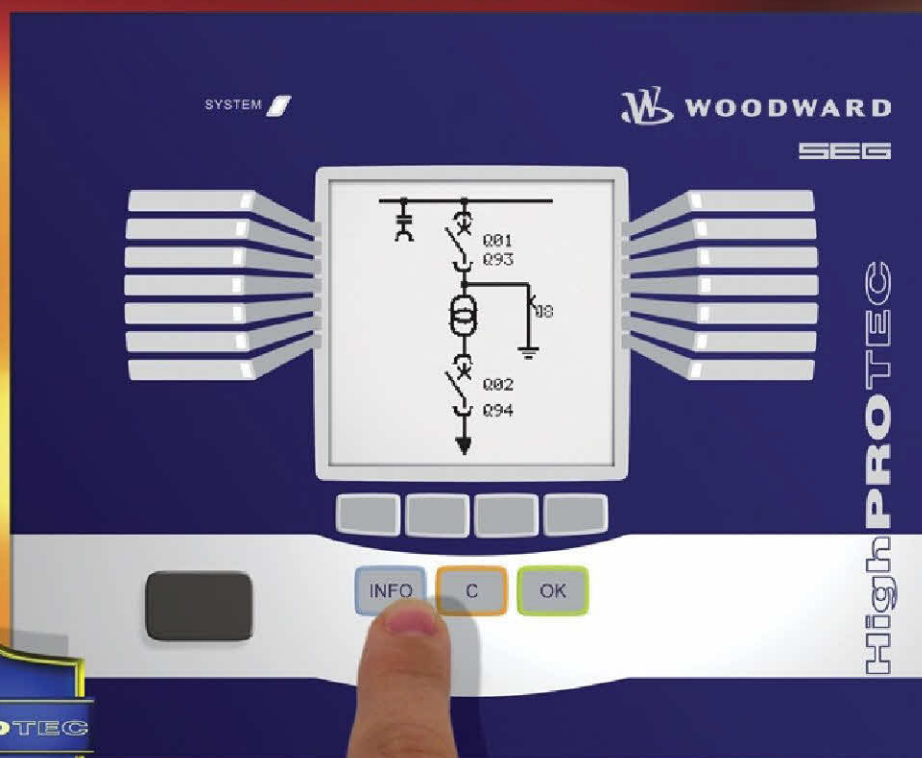 SYSTEM
WOODWARD
SEG
Q01
Q93
Q8
Q02
Q94
INFO
C
OK
HighPROTEC
OTEC